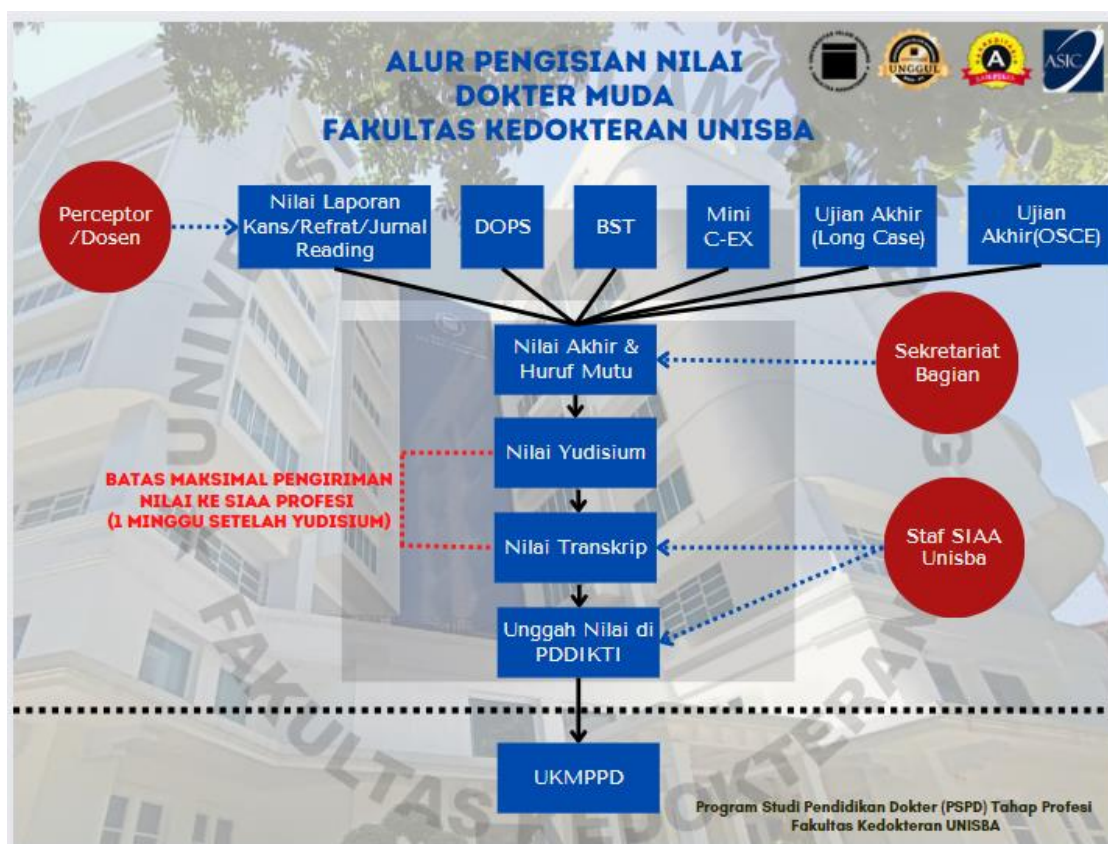 ALUR PENGISIAN NILAI
DOKTER MUDA
FAKULTAS KEDOKTERAN UNISBA
UNGGUL
A
ASIC
Perceptor
/Dosen
Nilai Laporan
Kans/Refrat/Jurnal
Reading
DOPS
BST
Mini
C-EX
Ujian Akhir
(Long Case)
Ujian
Akhir(OSCE)
Nilai Akhir &
Huruf Mutu
Sekretariat
Bagian
Nilai Yudisium
BATAS MAKSIMAL PENGIRIMAN
NILAI KE SIAA PROFESI
(1 MINGGU SETELAH YUDISIUM)
Nilai Transkrip
Staf SIAA
Unisba
Unggah Nilai di
PDDIKTI
UKMPPD
Program Studi Pendidikan Dokter (PSPD) Tahap Profesi
Fakultas Kedokteran UNISBA
FAKULTAS KEDOKTERAN